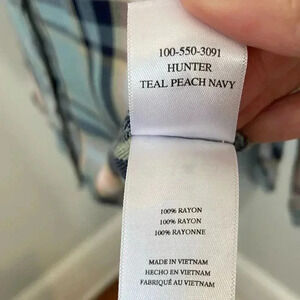 100-550-3091
HUNTER
TEAL PEACH NAVY
100% RAYON
100% RAYON
100% RAYONNE
MADE IN VIETNAM
HECHO EN VIETNAM
FABRIQUÉ AU VIETNAM